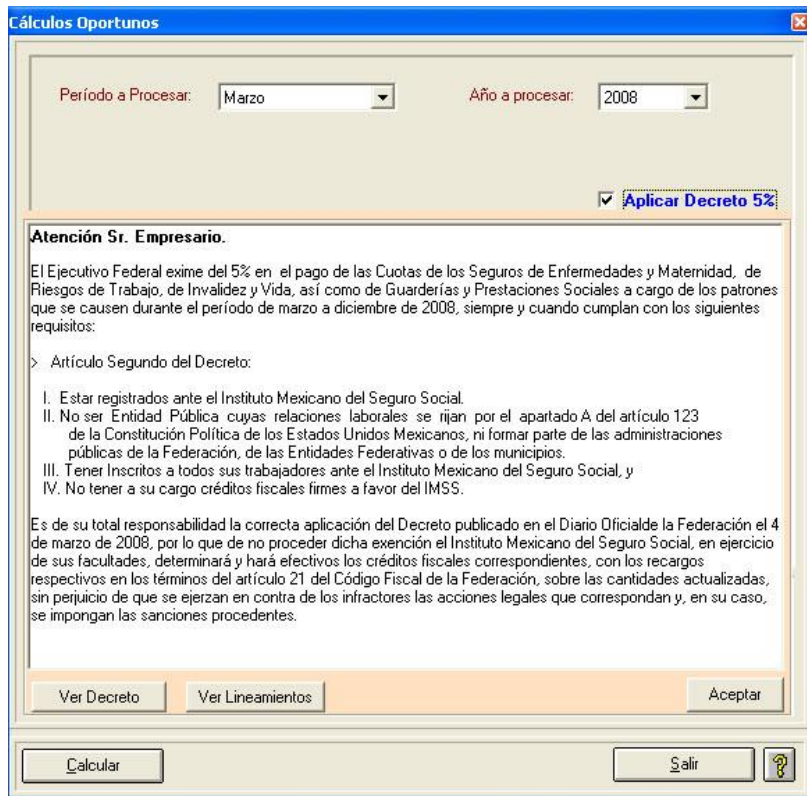 Cálculos Oportunos
Período a Procesar: Marzo Año a procesar: 2008
Aplicar Decreto 5%
Atención Sr. Empresario.
El Ejecutivo Federal exime del 5% en el pago de las Cuotas de los Seguros de Enfermedades y Maternidad, de
Riesgos de Trabajo, de Invalidez y Vida, así como de Guarderías y Prestaciones Sociales a cargo de los patrones
que se causen durante el período de marzo a diciembre de 2008, siempre y cuando cumplan con los siguientes
requisitos:
> Artículo Segundo del Decreto:
I. Estar registrados ante el Instituto Mexicano del Seguro Social.
II. No ser Entidad Pública cuyas relaciones laborales se rijan por el apartado A del artículo 123
de la Constitución Política de los Estados Unidos Mexicanos, ni formar parte de las administraciones
públicas de la Federación, de las Entidades Federativas o de los municipios.
III. Tener Inscritos a todos sus trabajadores ante el Instituto Mexicano del Seguro Social, y
IV. No tener a su cargo créditos fiscales firmes a favor del IMSS.
Es de su total responsabilidad la correcta aplicación del Decreto publicado en el Diario Oficialde la Federación el 4
de marzo de 2008, por lo que de no proceder dicha exención el Instituto Mexicano del Seguro Social, en ejercicio
de sus facultades, determinará y hará efectivos los créditos fiscales correspondientes, con los recargos
respectivos en los términos del artículo 21 del Código Fiscal de la Federación, sobre las cantidades actualizadas,
sin perjuicio de que se ejerzan en contra de los infractores las acciones legales que correspondan y, en su caso,
se impongan las sanciones procedentes.
Ver Decreto Ver Lineamientos Aceptar
Calcular Salir ?